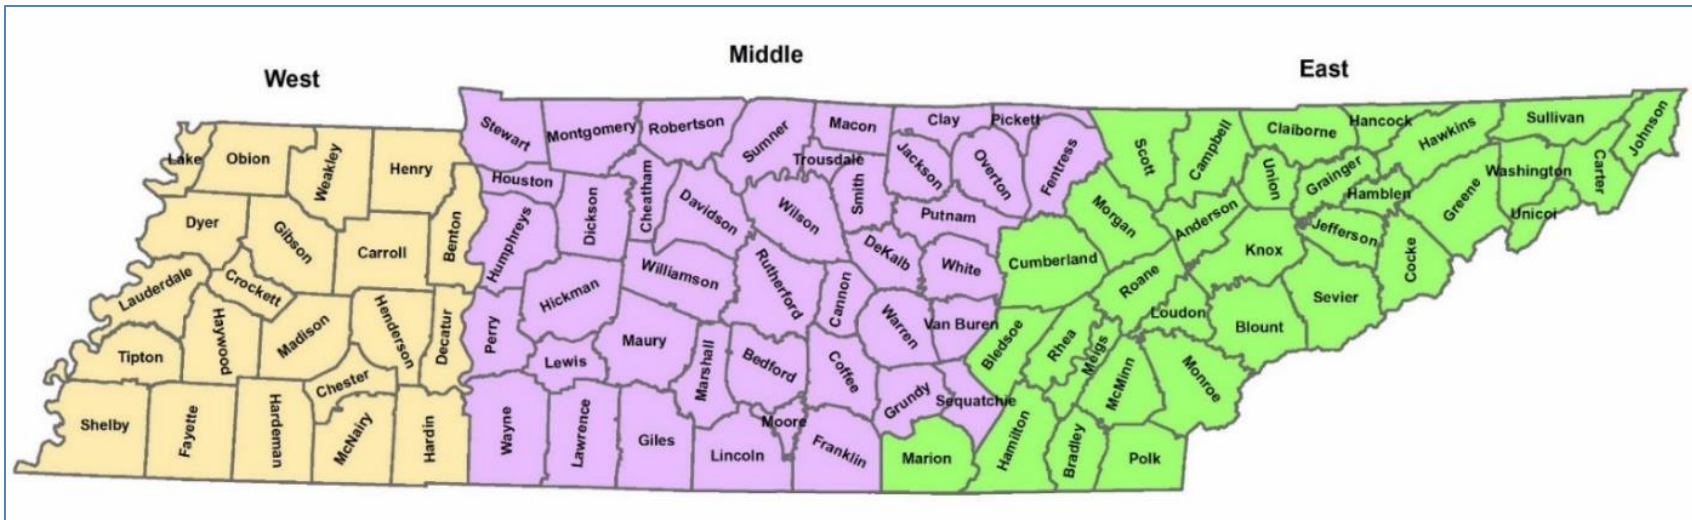 Middle
West
East
Stewart
Montgomery
Robertson
Sumner
Macon
Clay
Pickett
Trousdale
Jackson
Overton
Fentress
Scott
Campbell
Claiborne
Hancock
Hawkins
Sullivan
Johnson
Lake
Obion
Weakley
Henry
Houston
Dickson
Cheatham
Davidson
Wilson
Smith
Putnam
Morgan
Anderson
Union
Grainger
Hamblen
Greene
Washington
Carter
Unicoi
Dyer
Gibson
Carroll
Benton
Humphreys
Hickman
Williamson
Rutherford
Cannon
DeKalb
White
Cumberland
Roane
Knox
Jefferson
Cocke
Sevier
Lauderdale
Crockett
Haywood
Madison
Henderson
Decatur
Perry
Lewis
Maury
Marshall
Bedford
Coffee
Warren
Van Buren
Bledsoe
Rhea
Meigs
Loudon
Blount
Tipton
Chester
Grundy
Sequatchie
McMinn
Monroe
Shelby
Fayette
Hardeman
McNairy
Hardin
Wayne
Lawrence
Giles
Lincoln
Moore
Franklin
Marion
Hamilton
Bradley
Polk